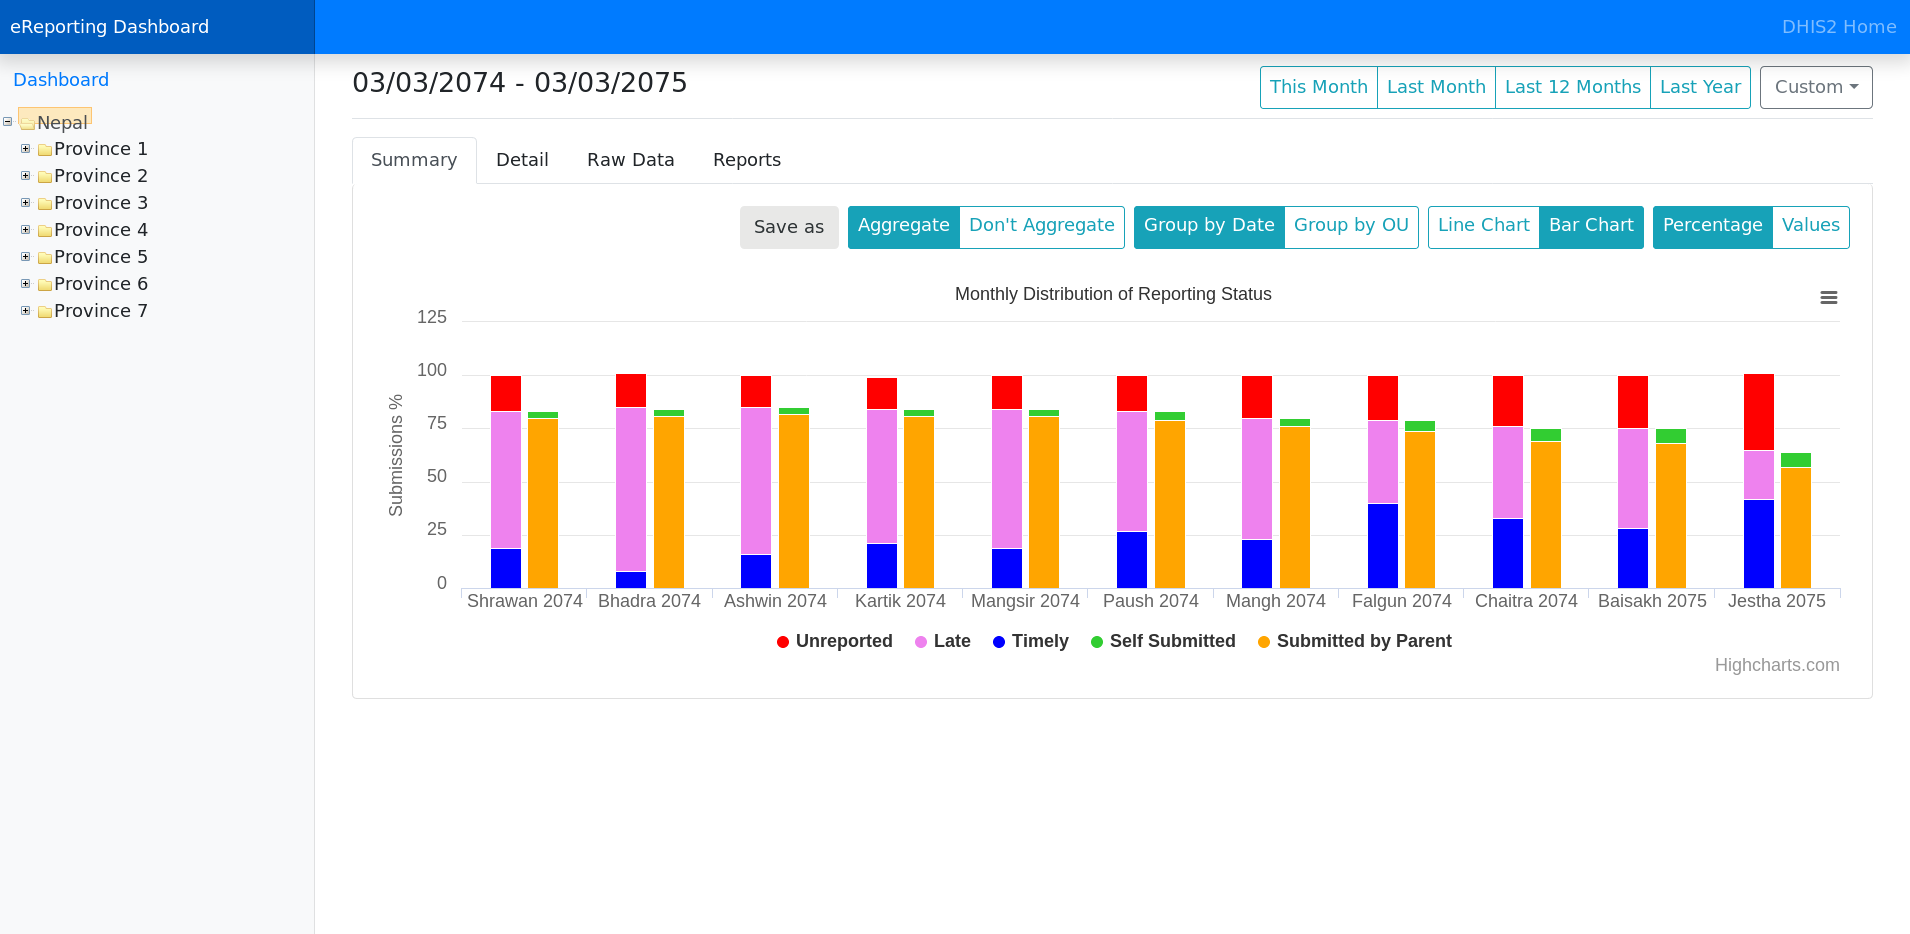 eReporting Dashboard
DHIS2 Home
Dashboard
Nepal
Province 1
Province 2
Province 3
Province 4
Province 5
Province 6
Province 7
03/03/2074 - 03/03/2075
This Month Last Month Last 12 Months Last Year Custom
Summary Detail Raw Data Reports
Save as Aggregate Don't Aggregate Group by Date Group by OU Line Chart Bar Chart Percentage Values
Monthly Distribution of Reporting Status
Submissions %
125
100
75
50
25
0
Shrawan 2074 Bhadra 2074 Ashwin 2074 Kartik 2074 Mangsir 2074 Paush 2074 Mangh 2074 Falgun 2074 Chaitra 2074 Baisakh 2075 Jestha 2075
Unreported Late Timely Self Submitted Submitted by Parent
Highcharts.com